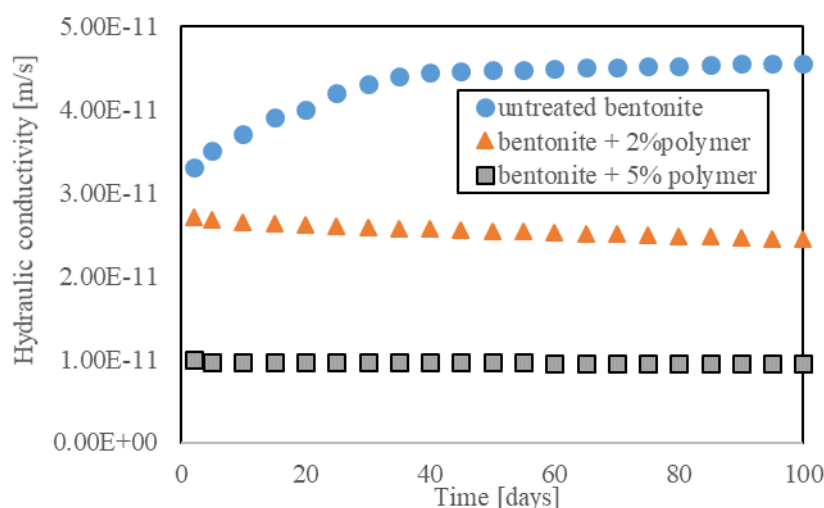 5.00E-11
4.00E-11
3.00E-11
2.00E-11
1.00E-11
0.00E+00
Hydraulic conductivity [m/s]
untreated bentonite
bentonite + 2%polymer
bentonite + 5% polymer
0 20 40 60 80 100
Time [days]